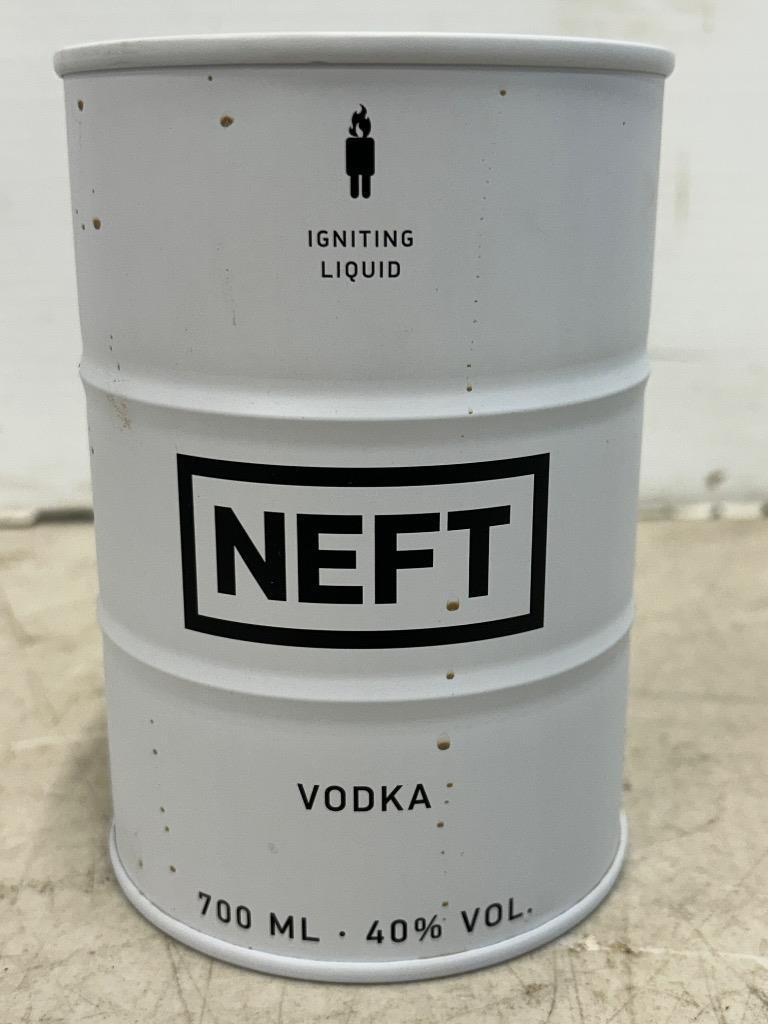 IGNITING
LIQUID
NEFT
VODKA
700 ML · 40% VOL.